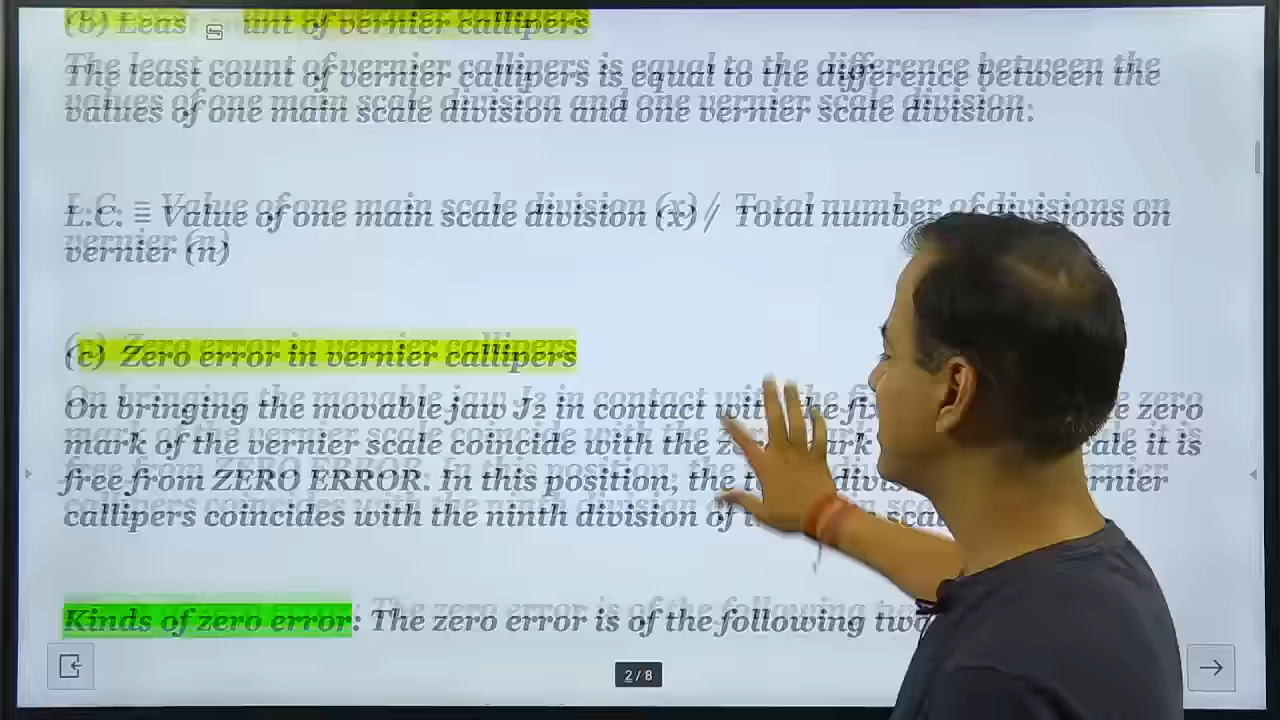 (b) Leas unt of vernier callipers
The least count of vernier callipers is equal to the difference between the
values of one main scale division and one vernier scale division:
L.C. = Value of one main scale division (x) / Total number of divisions on
vernier (n)
(c) Zero error in vernier callipers
On bringing the movable jaw J2 in contact with the fix e zero
mark of the vernier scale coincide with the ze ark ale it is
free from ZERO ERROR. In this position, the t divis rnier
callipers coincides with the ninth division of scal
Kinds of zero error: The zero error is of the following two
2 / 8